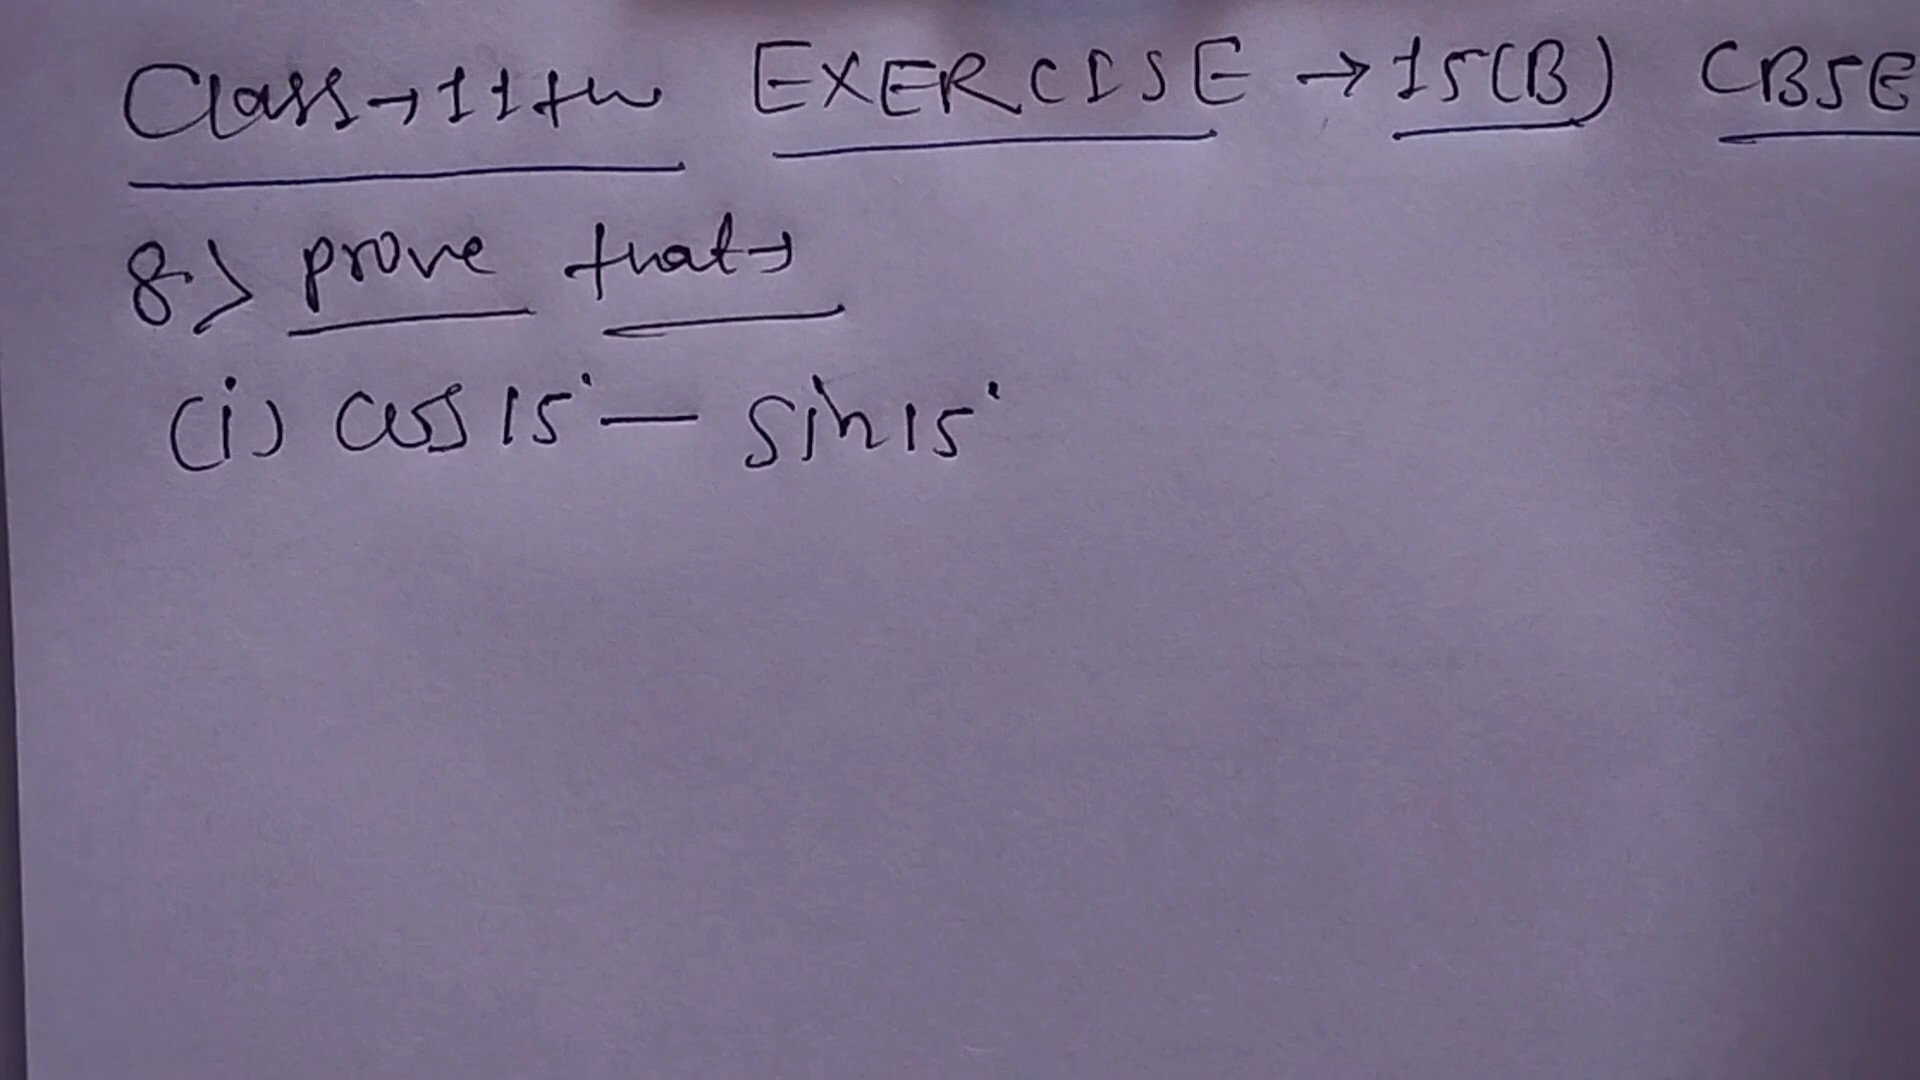 Class→11th EXERCISE →15(B) CBSE
8> prove that→
(i) cos 15° — sin 15°